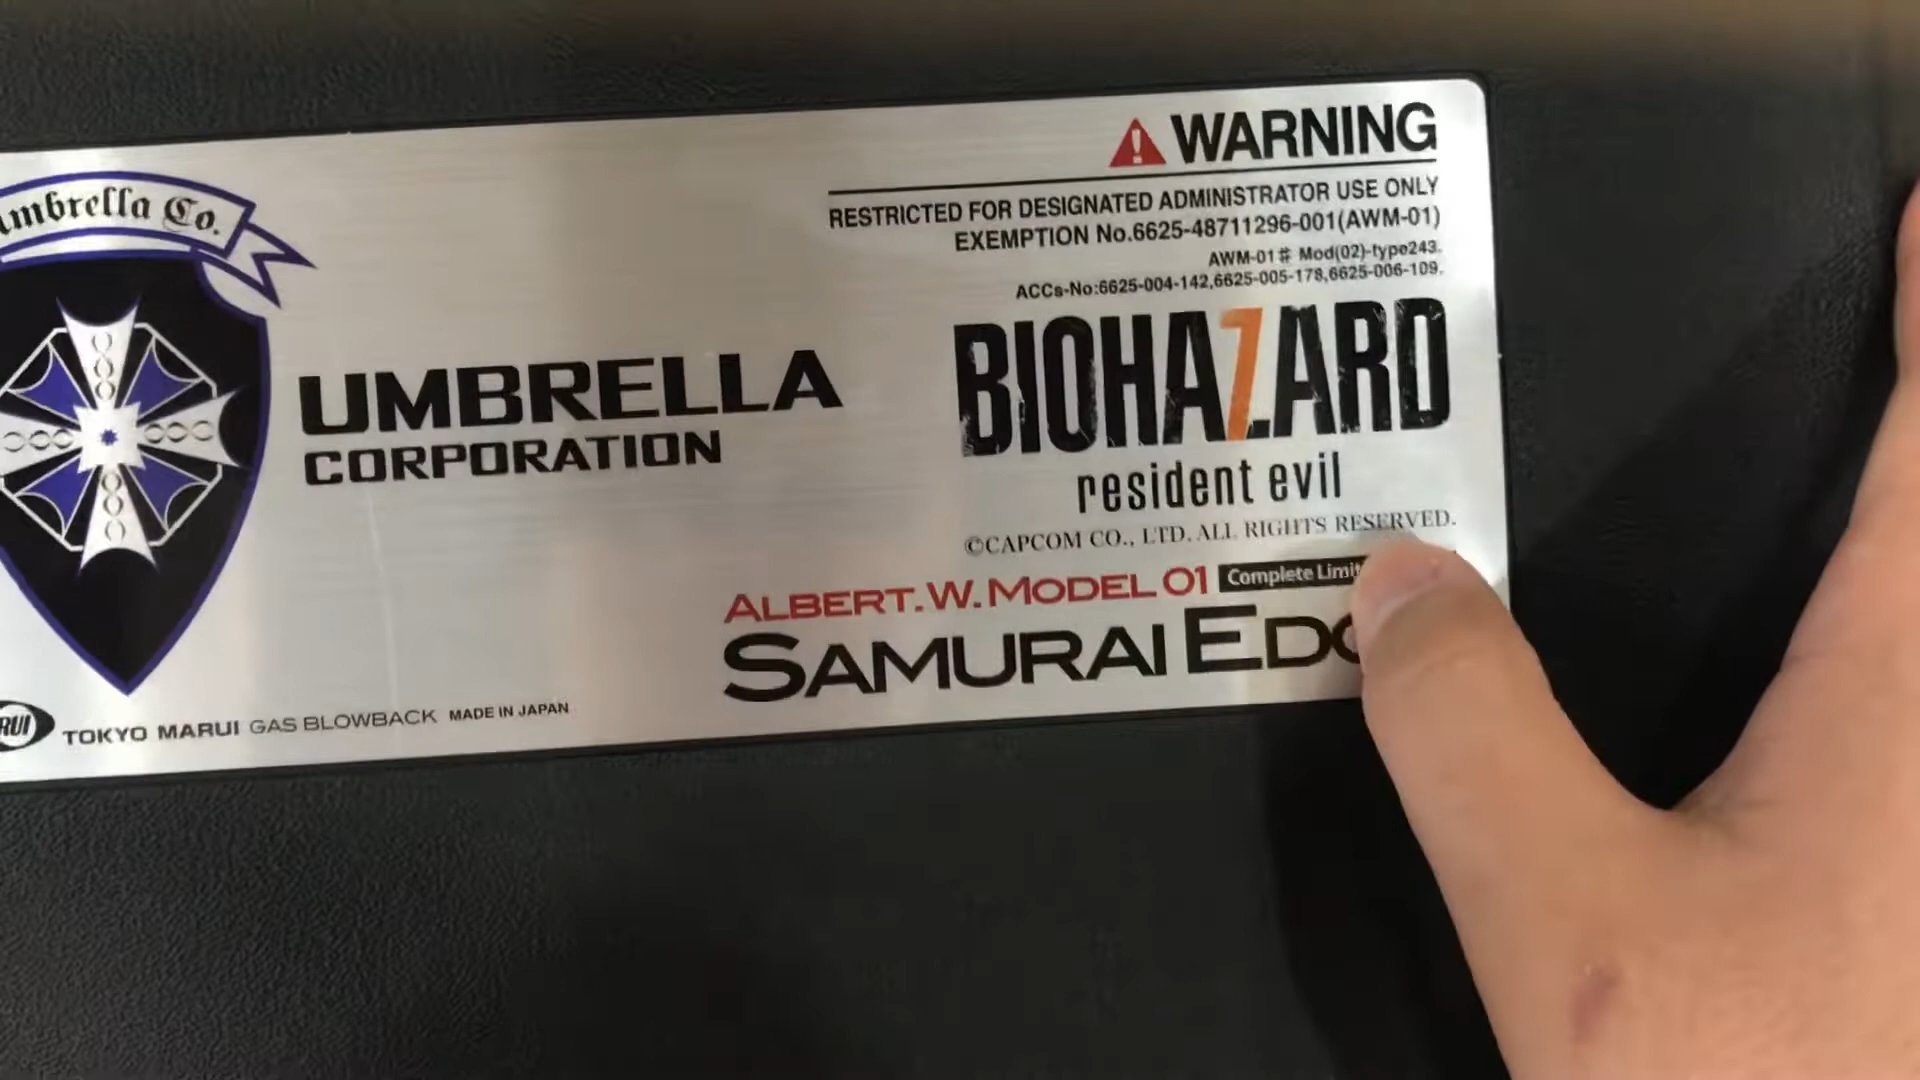 Umbrella Co.
WARNING
RESTRICTED FOR DESIGNATED ADMINISTRATOR USE ONLY
EXEMPTION No.6625-48711296-001(AWM-01)
AWM-01# Mod(02)-type243.
ACCs-No:6625-004-142,6625-005-178,6625-006-109.
UMBRELLA
CORPORATION
BIOHAZARD
resident evil
©CAPCOM CO., LTD. ALL RIGHTS RESERVED.
ALBERT.W.MODEL 01 Complete
SAMURAI
TOKYO MARUI GAS BLOWBACK MADE IN JAPAN